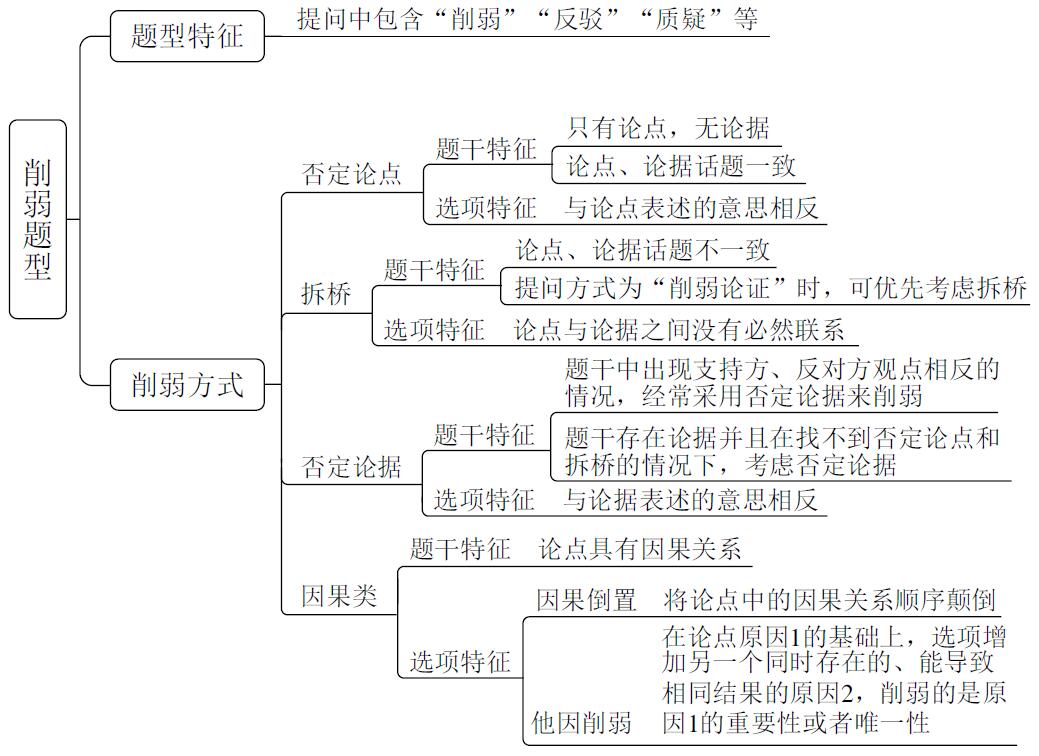 削弱题型
题型特征
提问中包含“削弱”“反驳”“质疑”等
削弱方式
否定论点
题干特征
只有论点，无论据
论点、论据话题一致
选项特征
与论点表述的意思相反
拆桥
题干特征
论点、论据话题不一致
提问方式为“削弱论证”时，可优先考虑拆桥
选项特征
论点与论据之间没有必然联系
否定论据
题干特征
题干中出现支持方、反对方观点相反的
情况，经常采用否定论据来削弱
题干存在论据并且在找不到否定论点和
拆桥的情况下，考虑否定论据
选项特征
与论据表述的意思相反
因果类
题干特征
论点具有因果关系
选项特征
因果倒置
将论点中的因果关系顺序颠倒
他因削弱
在论点原因1的基础上，选项增
加另一个同时存在的、能导致
相同结果的原因2，削弱的是原
因1的重要性或者唯一性